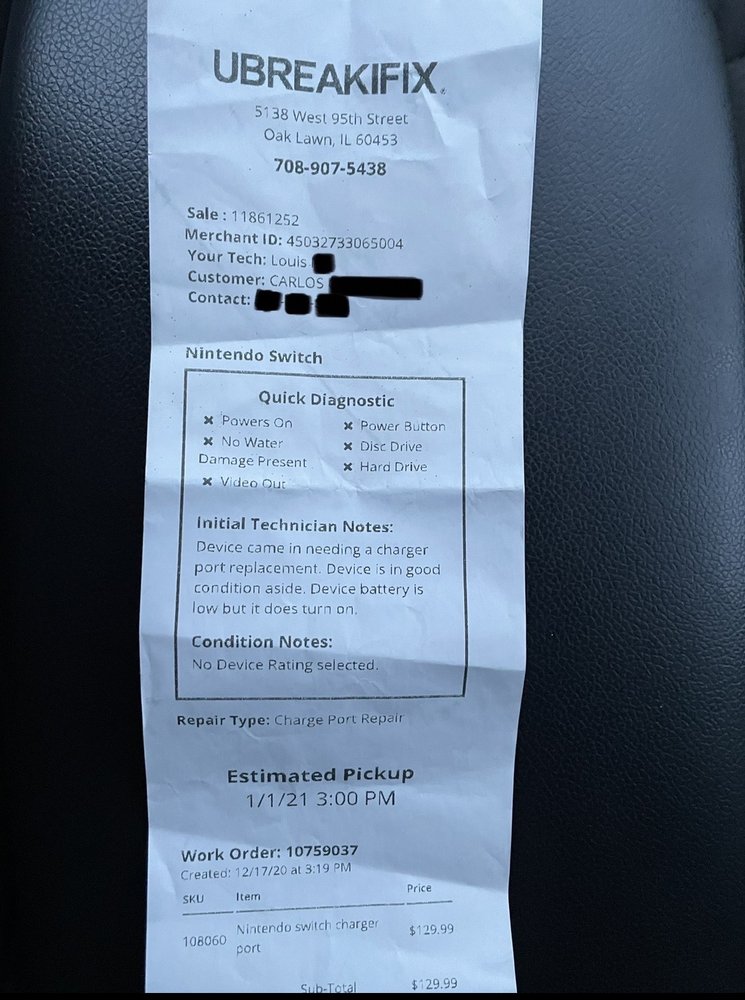 UBREAKIFIX.
5138 West 95th Street
Oak Lawn, IL 60453
708-907-5438
Sale : 11861252
Merchant ID: 45032733065004
Your Tech: Louis
Customer: CARLOS
Contact:
Nintendo Switch
Quick Diagnostic
✖ Powers On ✖ Power Button
✖ No Water ✖ Disc Drive
Damage Present ✖ Hard Drive
✖ Video Out
Initial Technician Notes:
Device came in needing a charger
port replacement. Device is in good
condition aside. Device battery is
low but it does turn on.
Condition Notes:
No Device Rating selected.
Repair Type: Charge Port Repair
Estimated Pickup
1/1/21 3:00 PM
Work Order: 10759037
Created: 12/17/20 at 3:19 PM
SKU Item Price
108060 Nintendo switch charger $129.99
port
Sub-Total $129.99